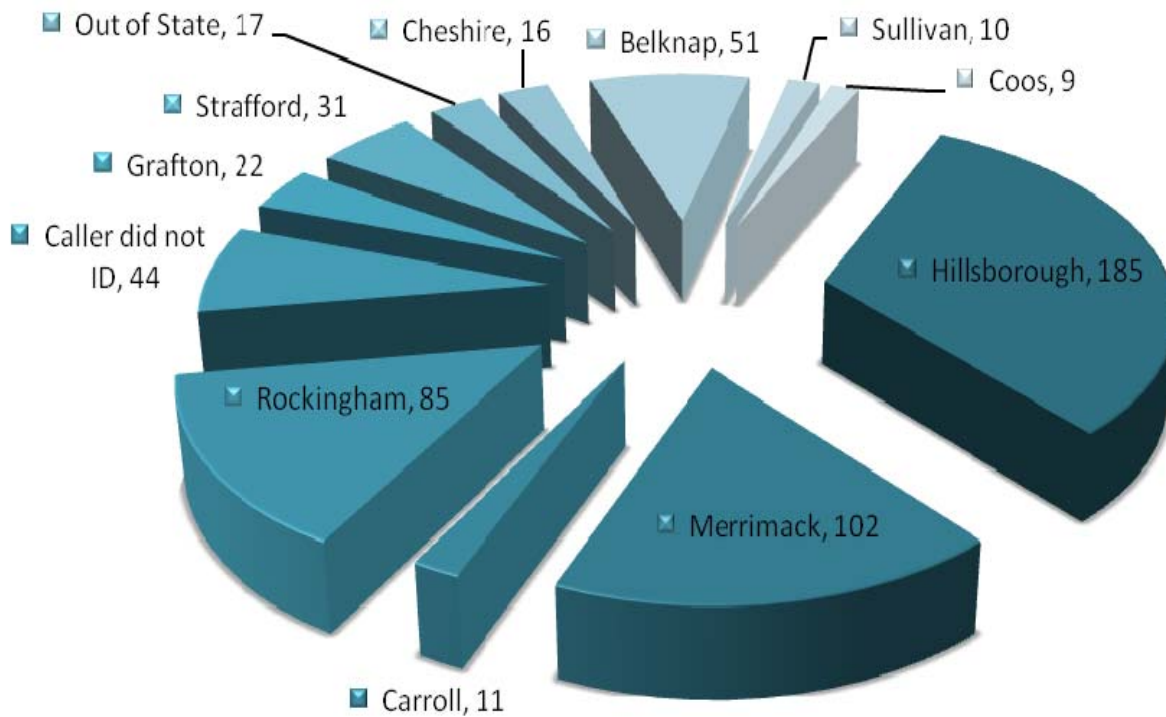 Out of State, 17
Cheshire, 16
Belknap, 51
Sullivan, 10
Coos, 9
Strafford, 31
Grafton, 22
Caller did not
ID, 44
Hillsborough, 185
Rockingham, 85
Merrimack, 102
Carroll, 11